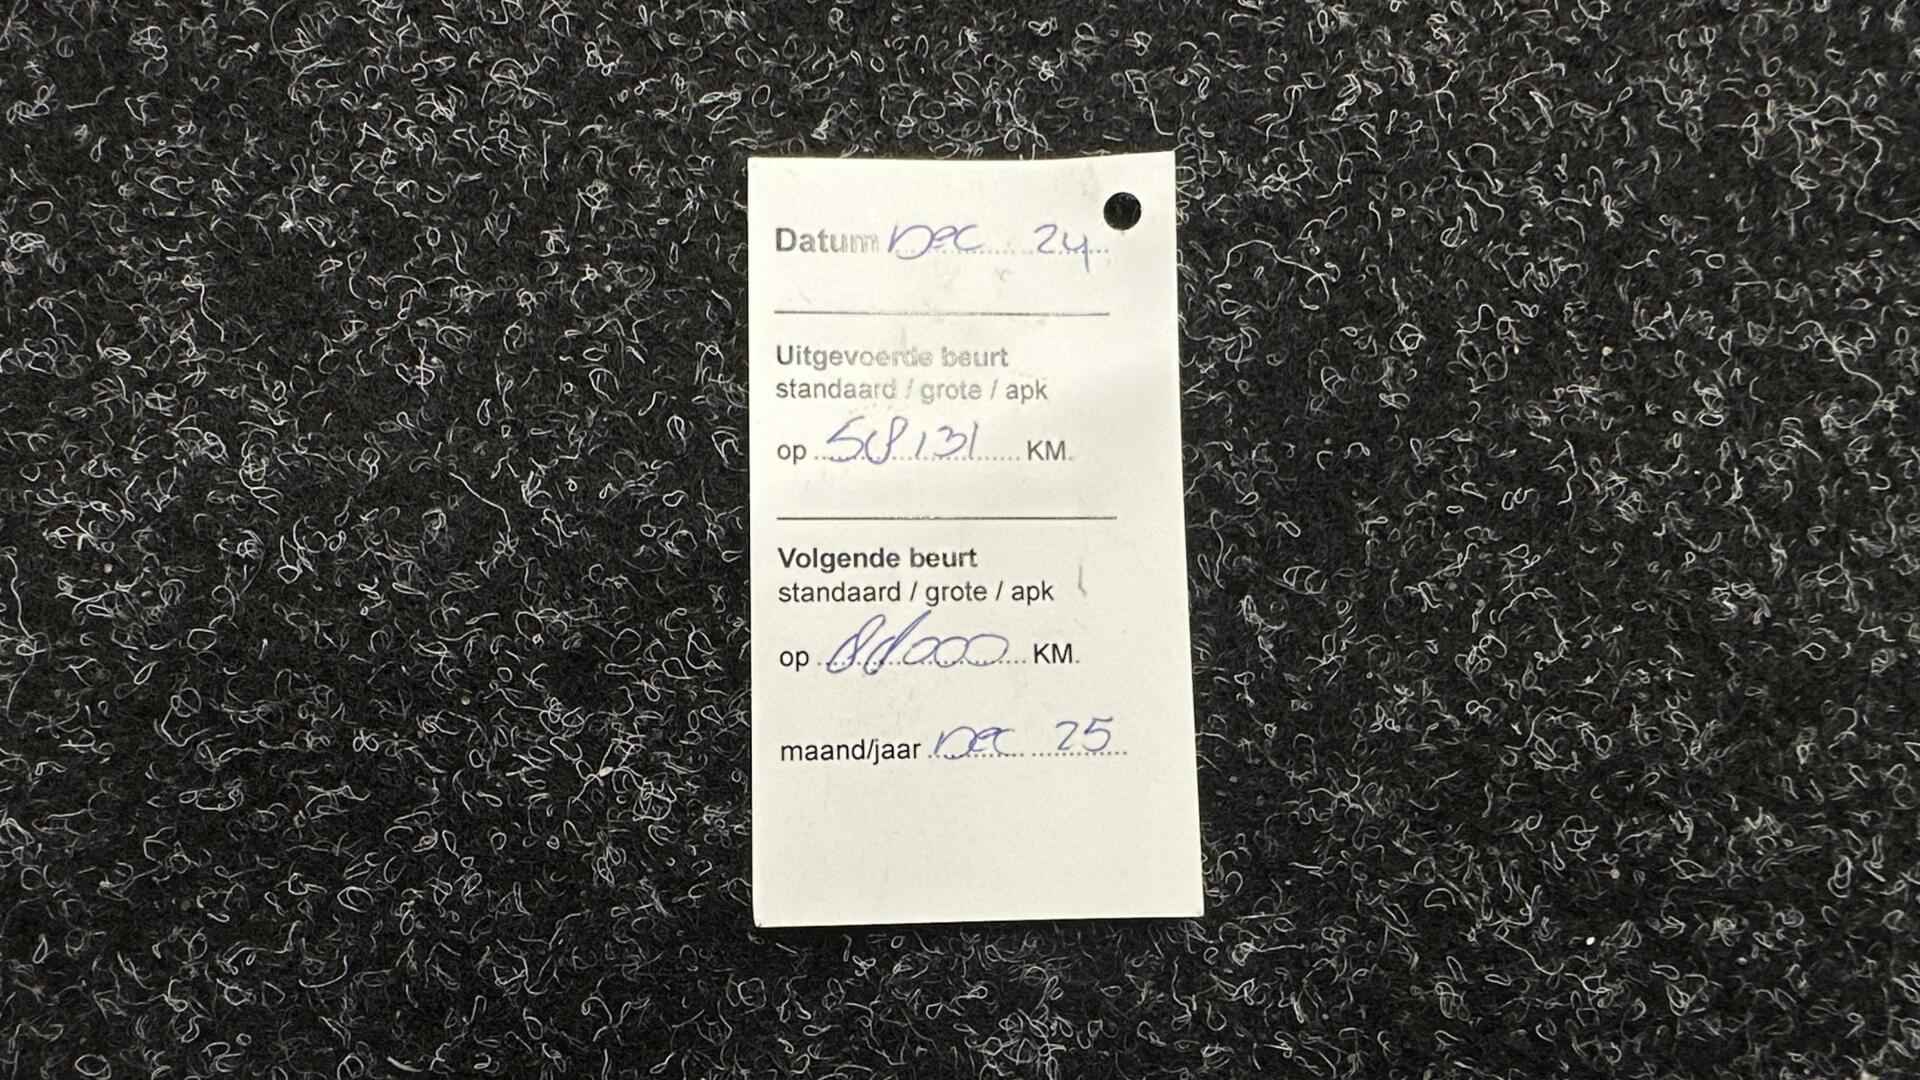 Datum Dec 24
Uitgevoerde beurt
standaard / grote / apk
op 58131 KM.
Volgende beurt
standaard / grote / apk
op 88000 KM.
maand/jaar Dec 25